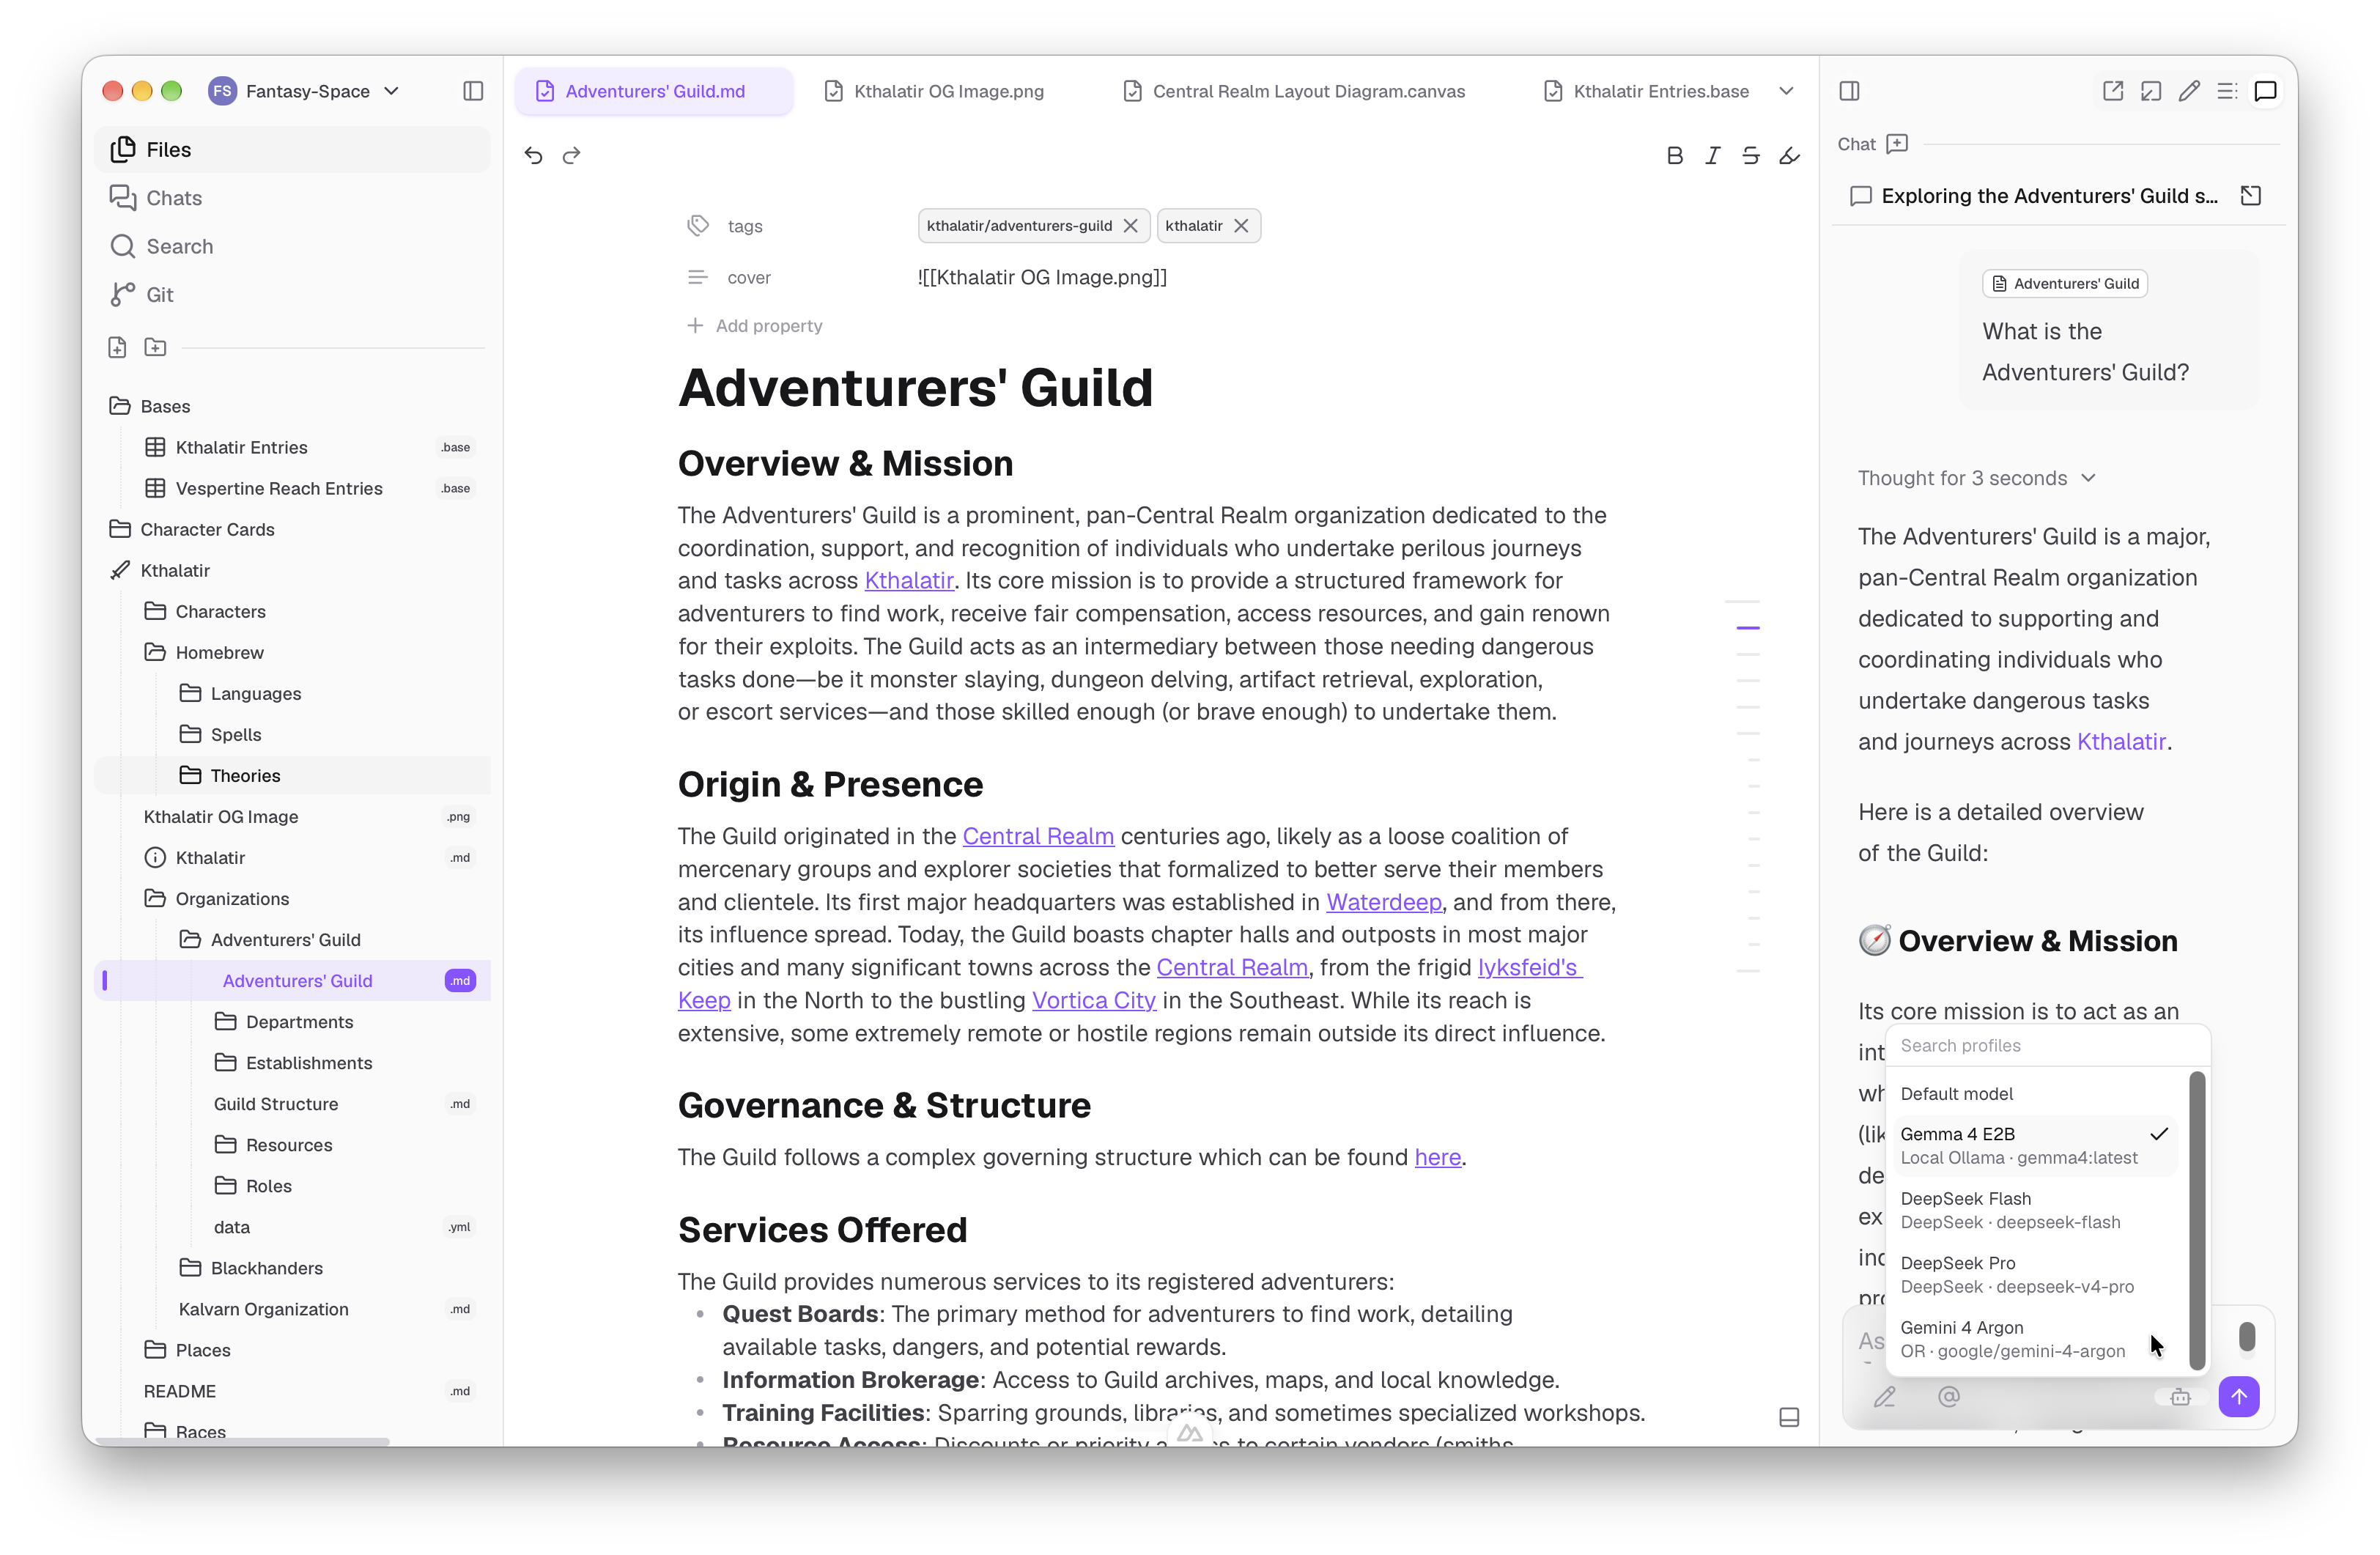 FS Fantasy-Space
Files
Chats
Search
Git
Bases
Kthalatir Entries .base
Vespertine Reach Entries .base
Character Cards
Kthalatir
Characters
Homebrew
Languages
Spells
Theories
Kthalatir OG Image .png
Kthalatir .md
Organizations
Adventurers' Guild
Adventurers' Guild .md
Departments
Establishments
Guild Structure .md
Resources
Roles
data .yml
Blackhanders
Kalvarn Organization .md
Places
README .md
Races
Adventurers' Guild.md
Kthalatir OG Image.png
Central Realm Layout Diagram.canvas
Kthalatir Entries.base
tags kthalatir/adventurers-guild kthalatir
cover ![[Kthalatir OG Image.png]]
Add property
Adventurers' Guild
Overview & Mission
The Adventurers' Guild is a prominent, pan-Central Realm organization dedicated to the
coordination, support, and recognition of individuals who undertake perilous journeys
and tasks across Kthalatir. Its core mission is to provide a structured framework for
adventurers to find work, receive fair compensation, access resources, and gain renown
for their exploits. The Guild acts as an intermediary between those needing dangerous
tasks done—be it monster slaying, dungeon delving, artifact retrieval, exploration,
or escort services—and those skilled enough (or brave enough) to undertake them.
Origin & Presence
The Guild originated in the Central Realm centuries ago, likely as a loose coalition of
mercenary groups and explorer societies that formalized to better serve their members
and clientele. Its first major headquarters was established in Waterdeep, and from there,
its influence spread. Today, the Guild boasts chapter halls and outposts in most major
cities and many significant towns across the Central Realm, from the frigid Iyksfeid's
Keep in the North to the bustling Vortica City in the Southeast. While its reach is
extensive, some extremely remote or hostile regions remain outside its direct influence.
Governance & Structure
The Guild follows a complex governing structure which can be found here.
Services Offered
The Guild provides numerous services to its registered adventurers:
• Quest Boards: The primary method for adventurers to find work, detailing
available tasks, dangers, and potential rewards.
• Information Brokerage: Access to Guild archives, maps, and local knowledge.
• Training Facilities: Sparring grounds, libraries, and sometimes specialized workshops.
Resource Access: Discounts or priority to certain vendors (smiths
Chat
Exploring the Adventurers' Guild s...
Adventurers' Guild
What is the
Adventurers' Guild?
Thought for 3 seconds
The Adventurers' Guild is a major,
pan-Central Realm organization
dedicated to supporting and
coordinating individuals who
undertake dangerous tasks
and journeys across Kthalatir.
Here is a detailed overview
of the Guild:
🧭 Overview & Mission
Its core mission is to act as an
Search profiles
Default model
Gemma 4 E2B
Local Ollama · gemma4:latest
DeepSeek Flash
DeepSeek · deepseek-flash
DeepSeek Pro
DeepSeek · deepseek-v4-pro
Gemini 4 Argon
OR · google/gemini-4-argon